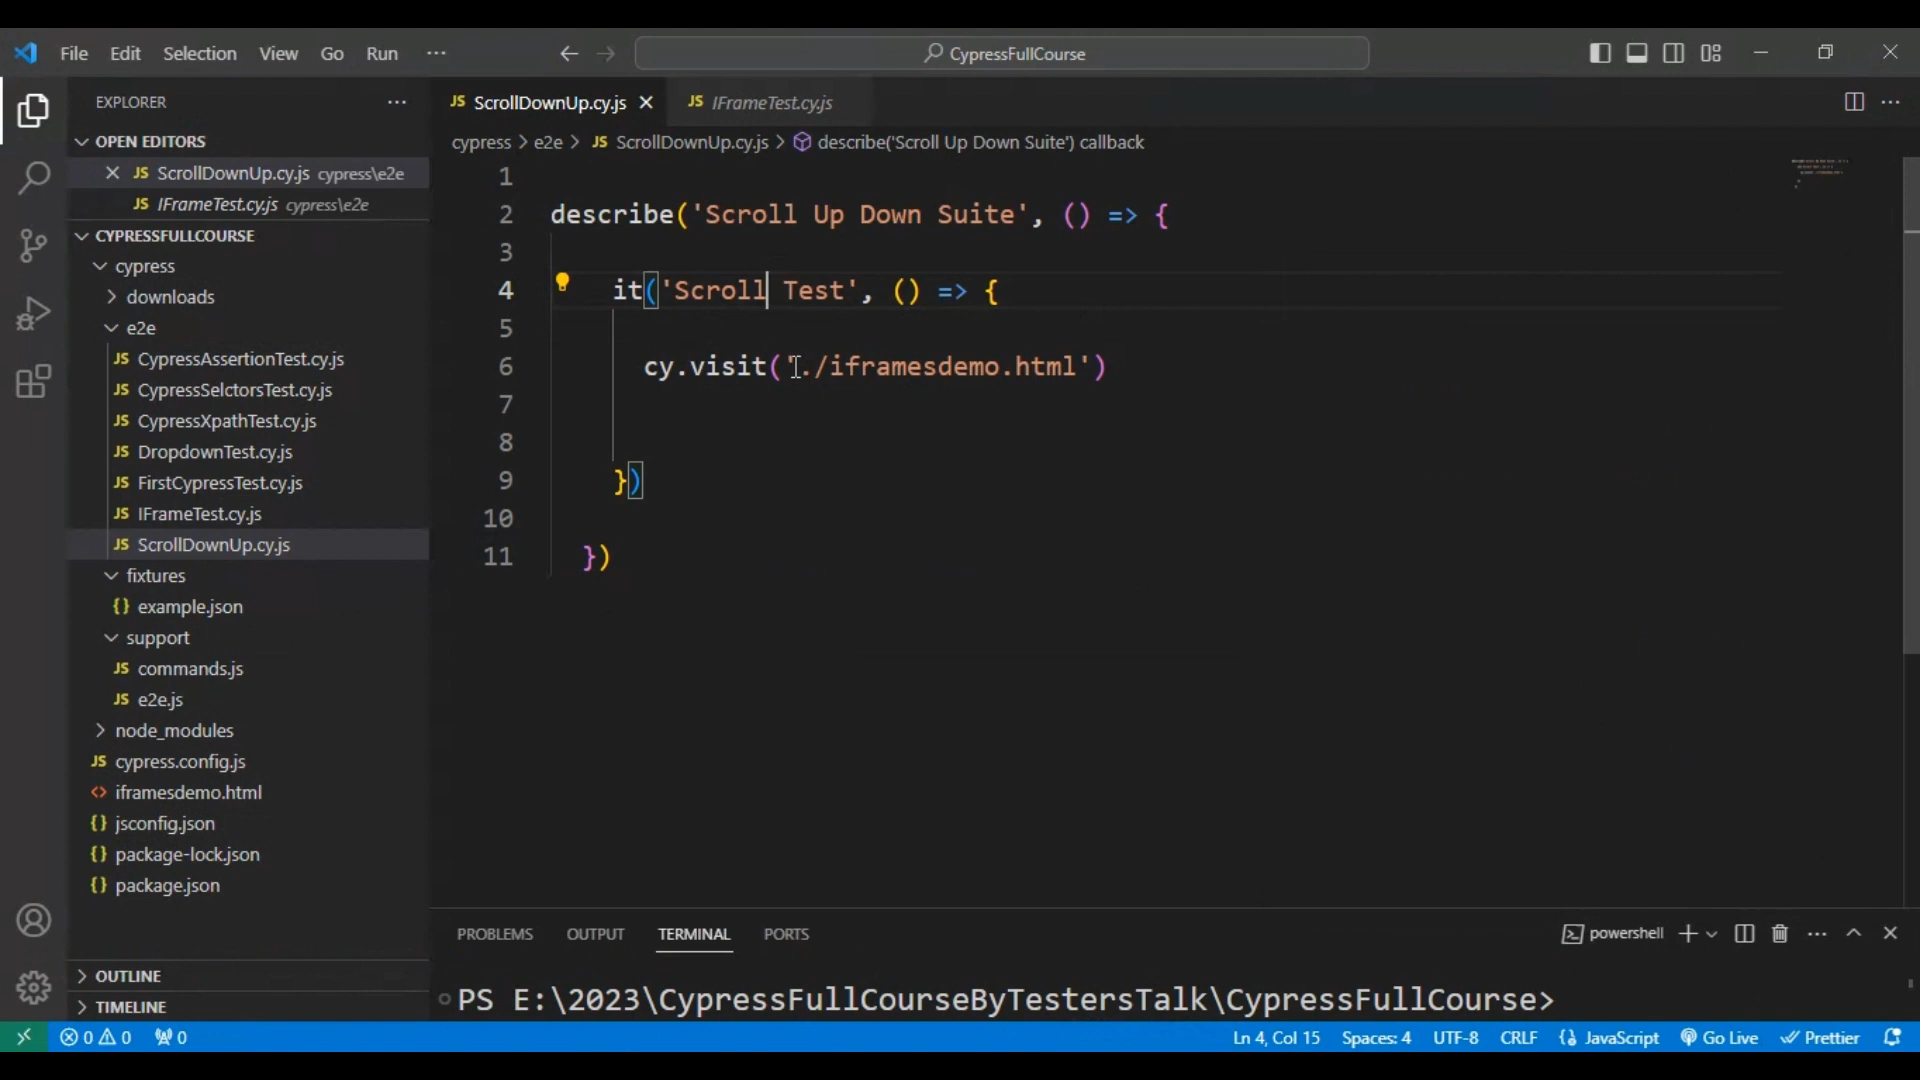 File Edit Selection View Go Run ···
CypressFullCourse
EXPLORER ···
JS ScrollDownUp.cy.js
JS IFrameTest.cy.js
cypress > e2e > JS ScrollDownUp.cy.js > describe('Scroll Up Down Suite') callback
OPEN EDITORS
JS ScrollDownUp.cy.js cypress\e2e
JS IFrameTest.cy.js cypress\e2e
CYPRESSFULLCOURSE
cypress
downloads
e2e
JS CypressAssertionTest.cy.js
JS CypressSelctorsTest.cy.js
JS CypressXpathTest.cy.js
JS DropdownTest.cy.js
JS FirstCypressTest.cy.js
JS IFrameTest.cy.js
JS ScrollDownUp.cy.js
fixtures
{} example.json
support
JS commands.js
JS e2e.js
node_modules
JS cypress.config.js
<> iframesdemo.html
{} jsconfig.json
{} package-lock.json
{} package.json
OUTLINE
TIMELINE
1
2 describe('Scroll Up Down Suite', () => {
3
4 it('Scroll Test', () => {
5
6 cy.visit('./iframesdemo.html')
7
8
9 })
10
11 })
PROBLEMS OUTPUT TERMINAL PORTS
powershell
PS E:\2023\CypressFullCourseByTestersTalk\CypressFullCourse>
0 0 0
Ln 4, Col 15 Spaces: 4 UTF-8 CRLF JavaScript Go Live Prettier